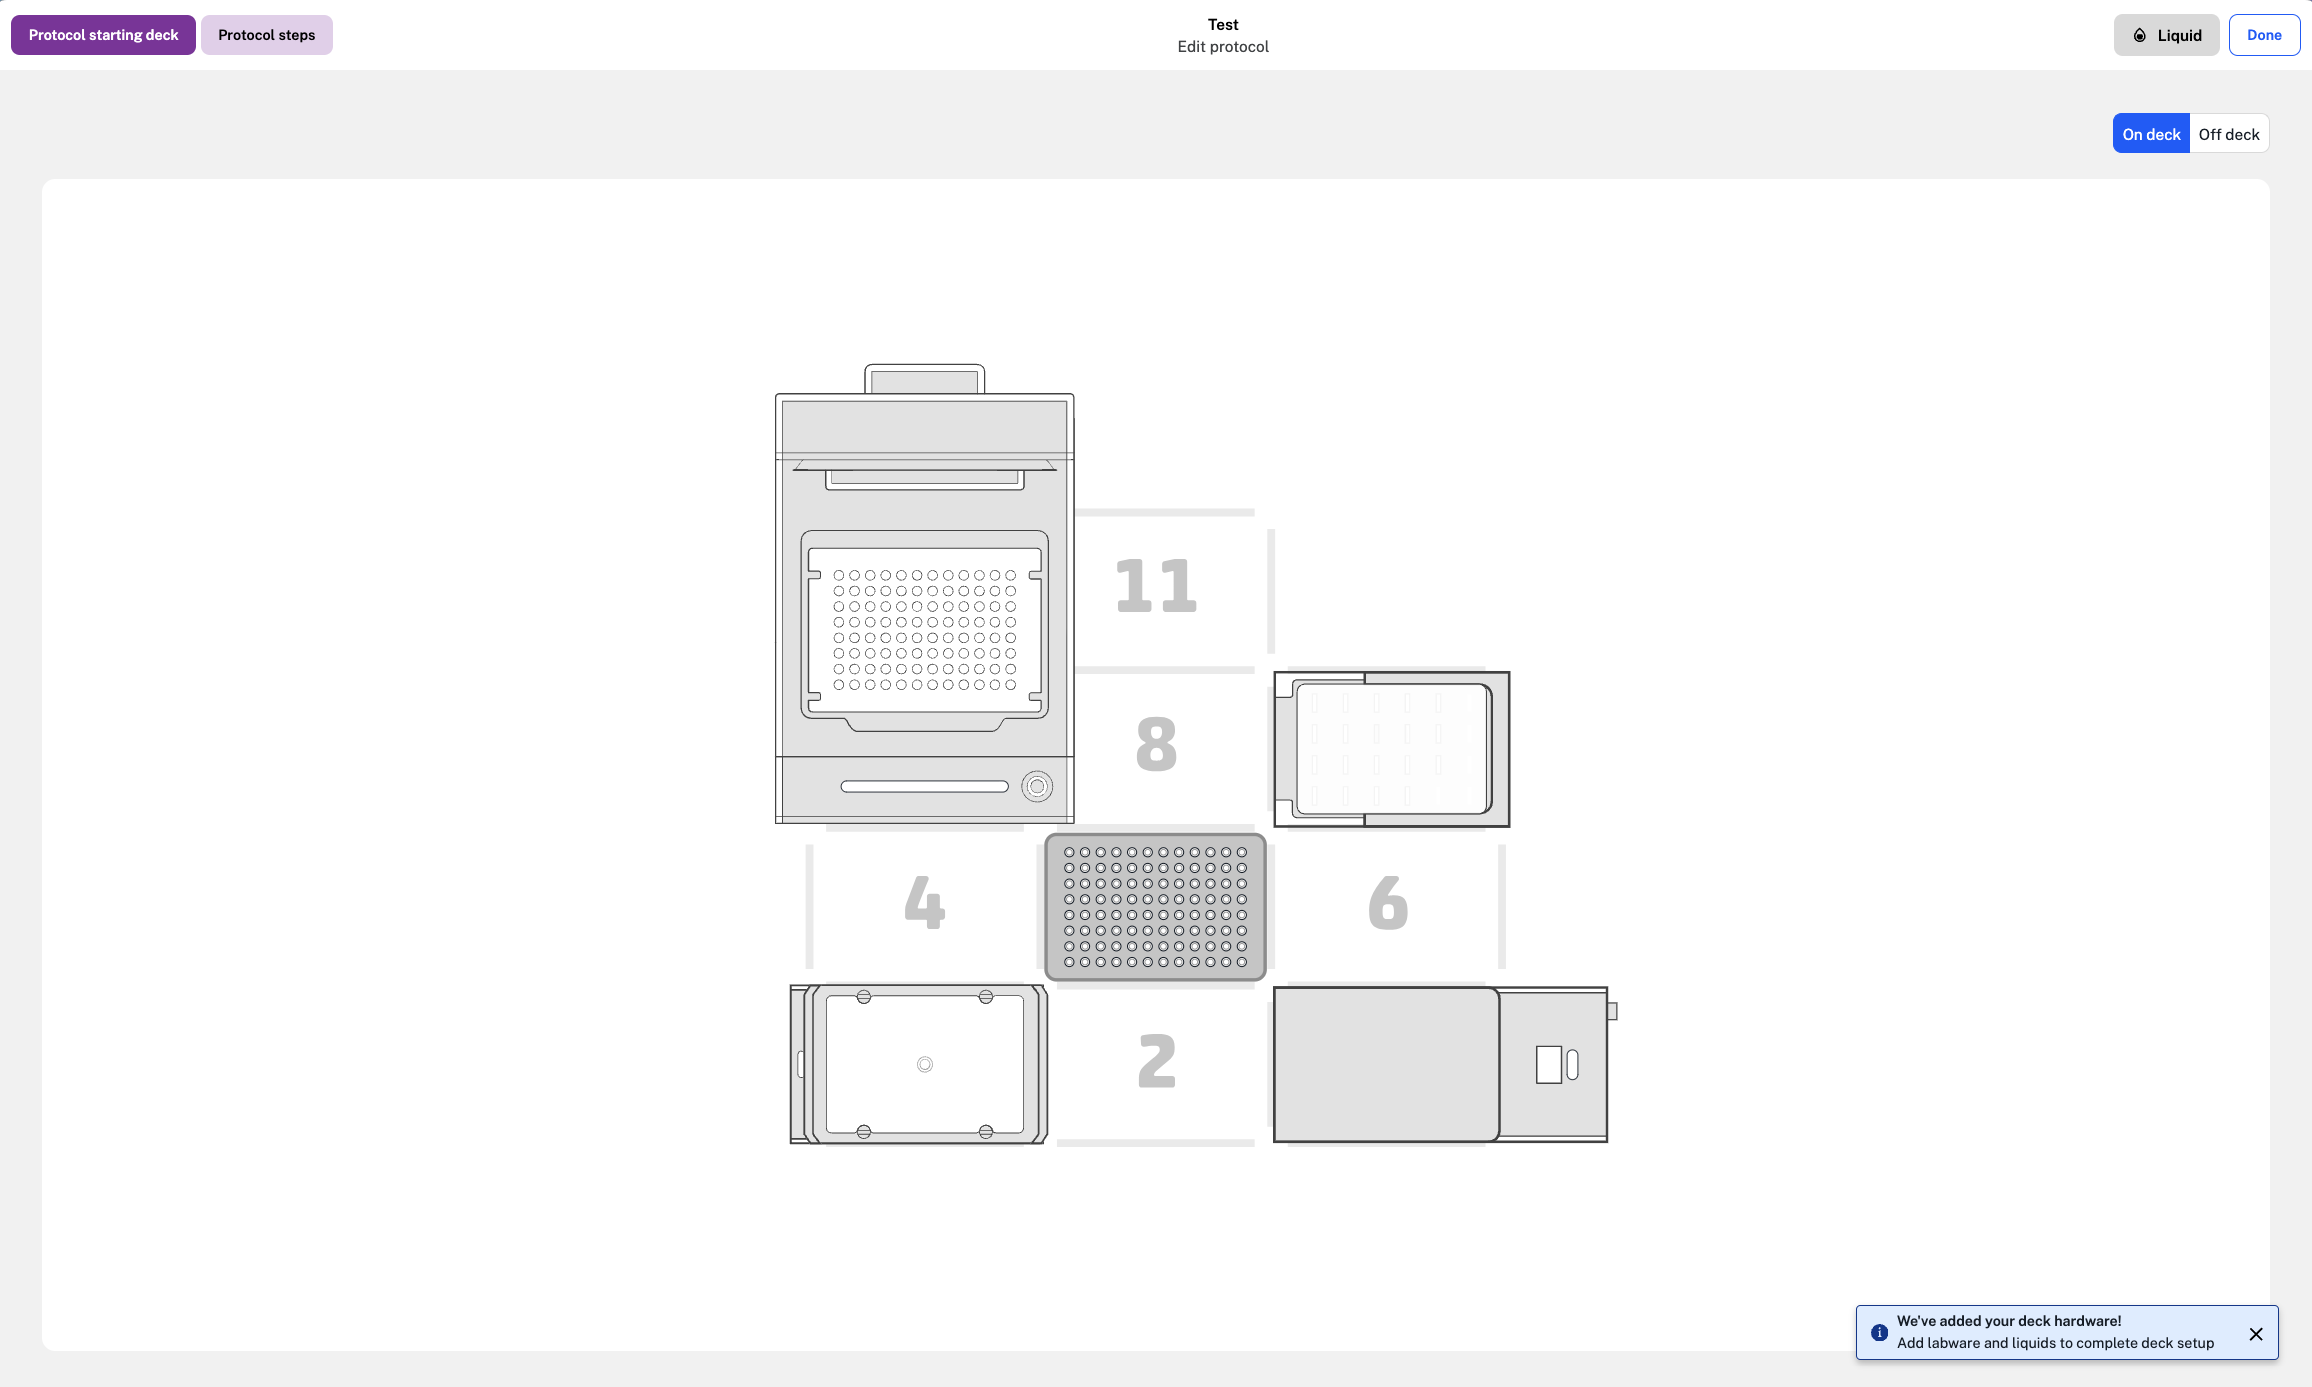 Protocol starting deck
Protocol steps
Test
Edit protocol
Liquid
Done
On deck
Off deck
11
8
4
6
2
We've added your deck hardware!
Add labware and liquids to complete deck setup